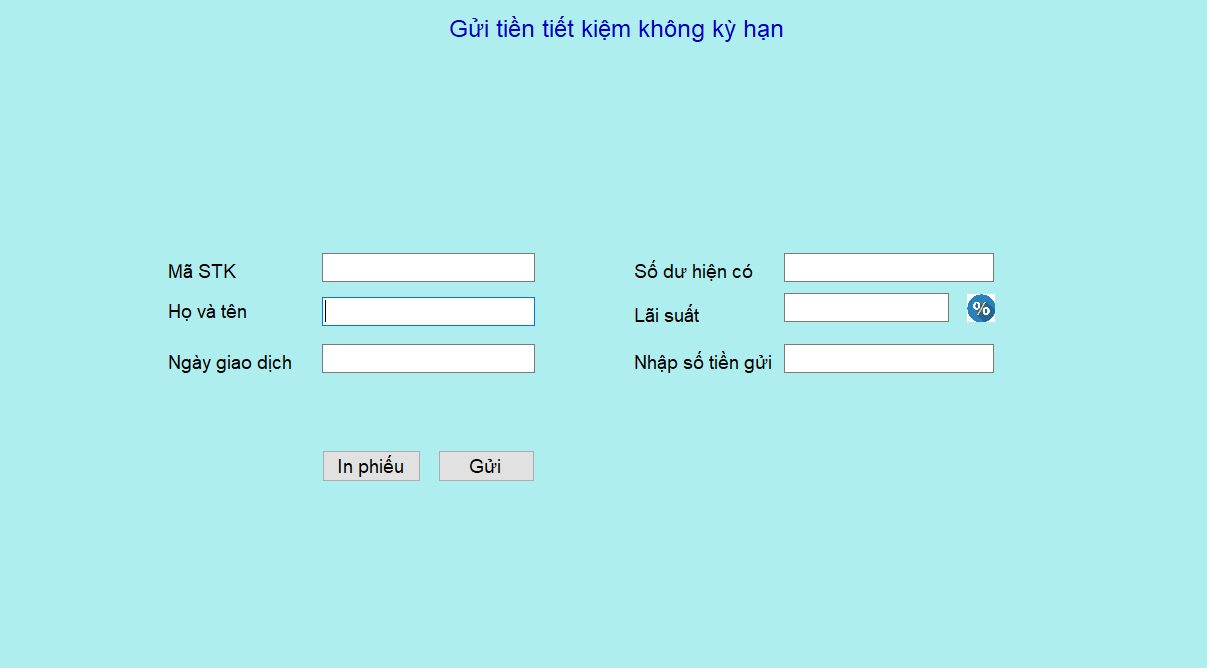 Gửi tiền tiết kiệm không kỳ hạn
Mã STK
Số dư hiện có
Họ và tên
Lãi suất
%
Ngày giao dịch
Nhập số tiền gửi
In phiếu
Gửi